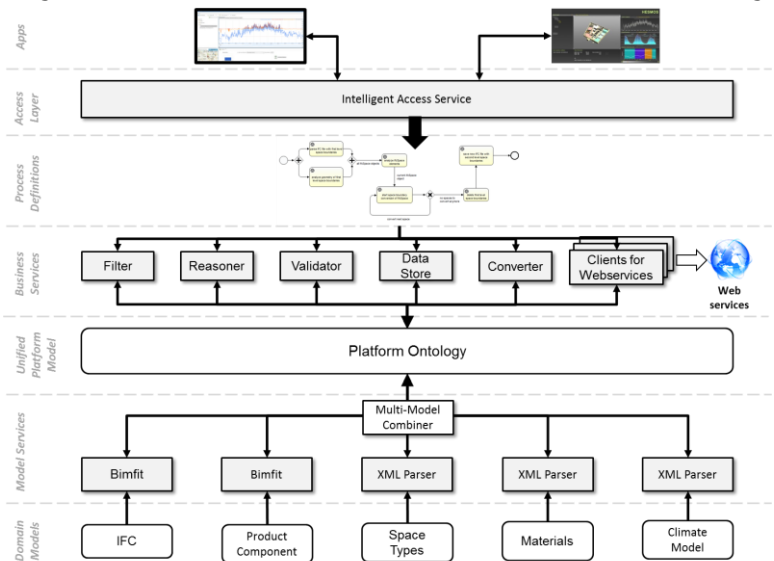 Apps
Intelligent Access Service
Access
Layer
Process
Definitions
Business
Services
Filter
Reasoner
Validator
Data
Store
Converter
Clients for
Webservices
Web
services
Unified
Platform
Model
Platform Ontology
Model Services
Multi-Model
Combiner
Bimfit
Bimfit
XML Parser
XML Parser
XML Parser
Domain
Models
IFC
Product
Component
Space
Types
Materials
Climate
Model